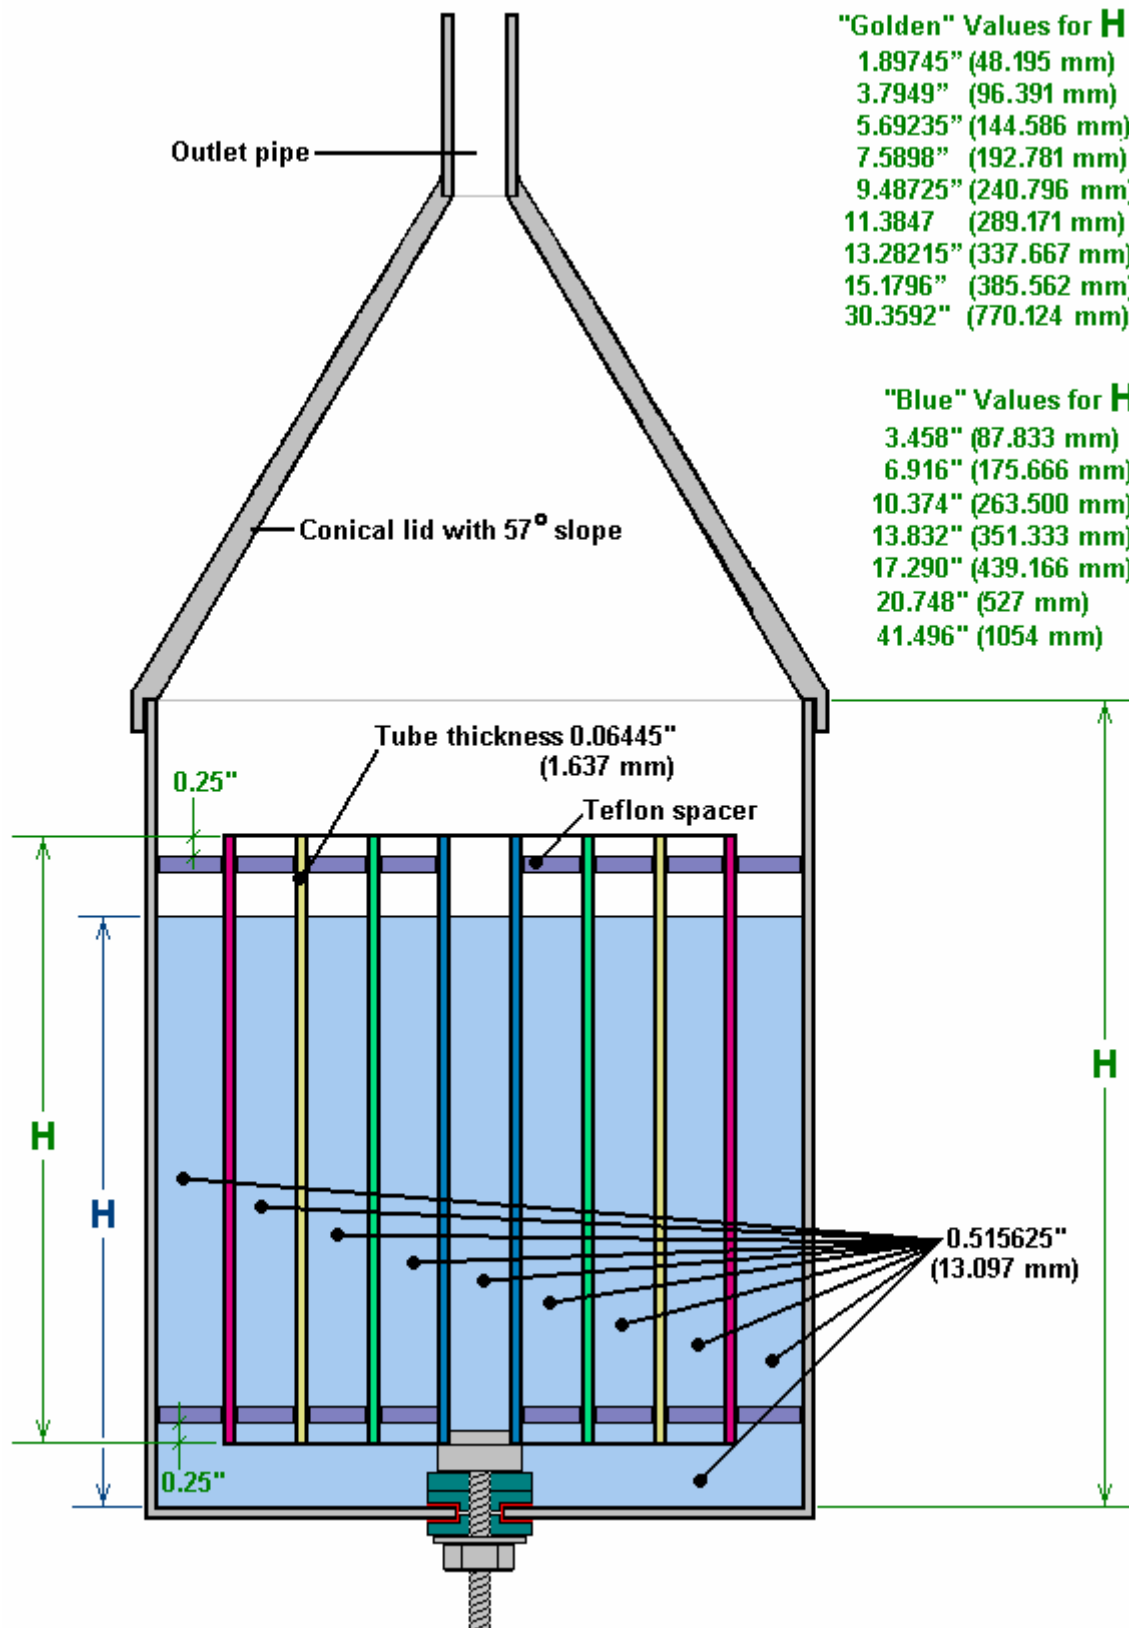 "Golden" Values for H
1.89745” (48.195 mm)
3.7949” (96.391 mm)
5.69235” (144.586 mm)
7.5898” (192.781 mm)
9.48725” (240.796 mm)
11.3847 (289.171 mm)
13.28215” (337.667 mm)
15.1796” (385.562 mm)
30.3592" (770.124 mm)
Outlet pipe
"Blue" Values for H
3.458" (87.833 mm)
6.916" (175.666 mm)
10.374" (263.500 mm)
13.832" (351.333 mm)
17.290" (439.166 mm)
20.748" (527 mm)
41.496" (1054 mm)
Conical lid with 57° slope
Tube thickness 0.06445"
(1.637 mm)
0.25"
Teflon spacer
H
H
H
0.515625"
(13.097 mm)
0.25"